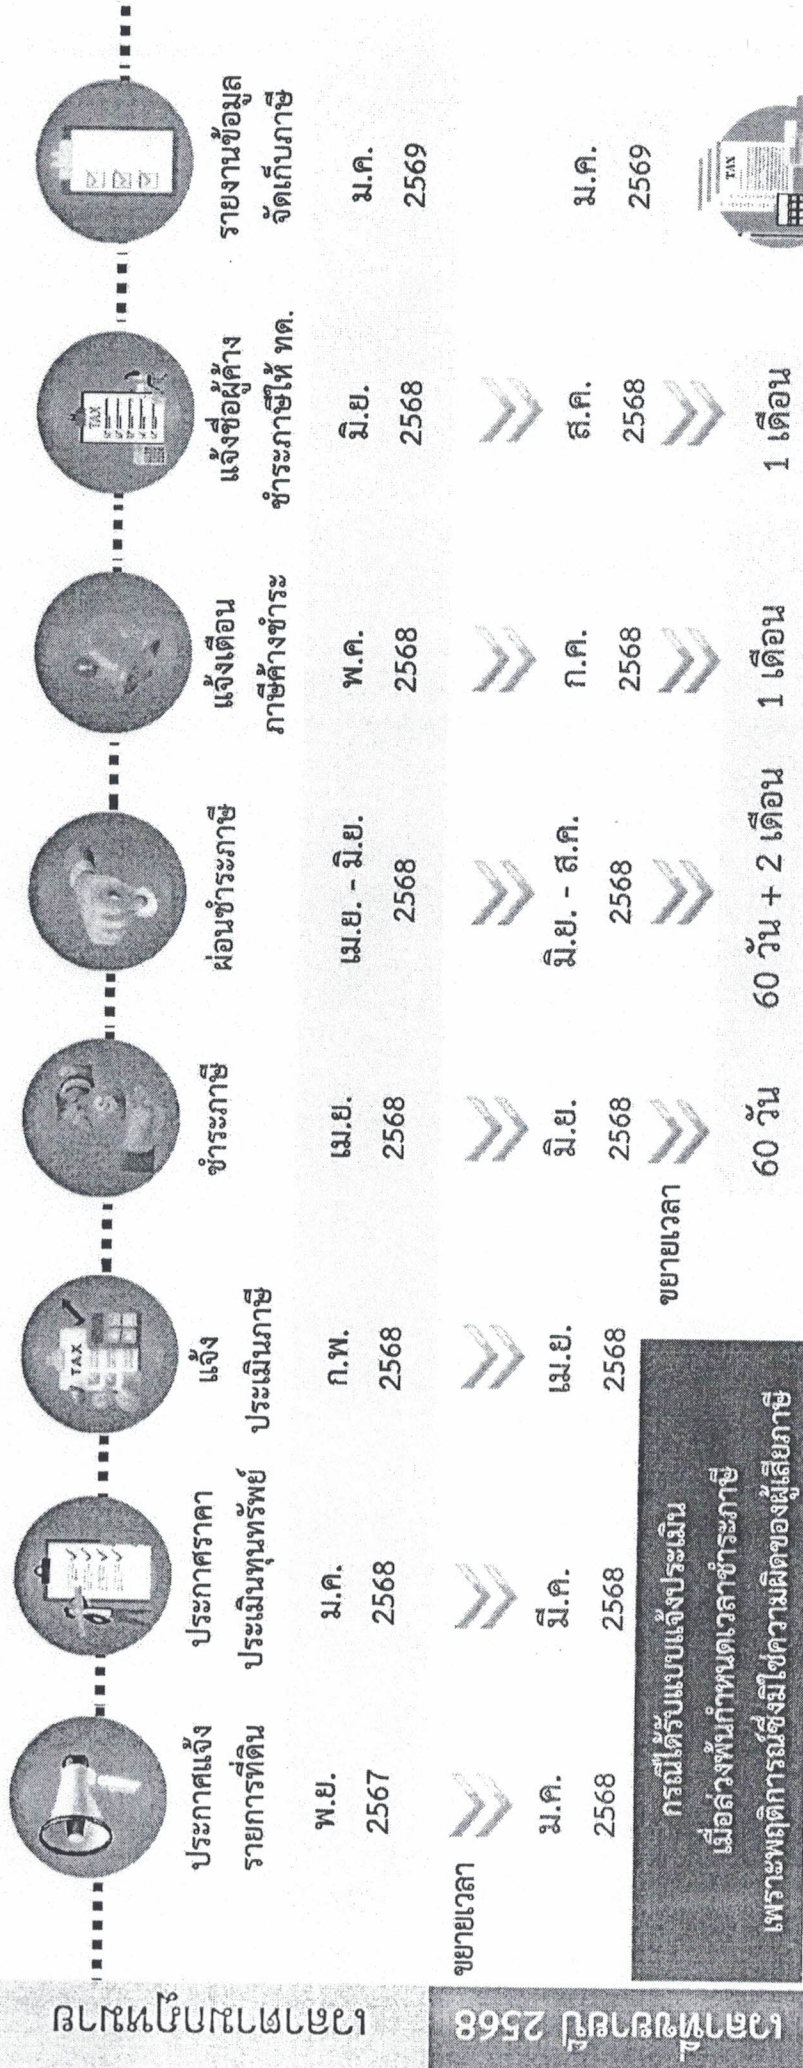 เวลาตามกฎหมาย
ประกาศแจ้ง
รายการที่ดิน
พ.ย.
2567
ประกาศราคา
ประเมินทุนทรัพย์
ม.ค.
2568
แจ้ง
ประเมินภาษี
ก.พ.
2568
ชำระภาษี
เม.ย.
2568
ผ่อนชำระภาษี
เม.ย. - มิ.ย.
2568
แจ้งเตือน
ภาษีค้างชำระ
พ.ค.
2568
แจ้งชื่อผู้ค้าง
ชำระภาษีให้ ทด.
มิ.ย.
2568
รายงานข้อมูล
จัดเก็บภาษี
ม.ค.
2569
TAX
TAX
เวลาที่ขยายปี 2568
ขยายเวลา
ม.ค.
2568
มี.ค.
2568
เม.ย.
2568
มิ.ย.
2568
มิ.ย. - ส.ค.
2568
ก.ค.
2568
ส.ค.
2568
ม.ค.
2569
กรณีได้รับแบบแจ้งประเมิน
เมื่อล่วงพ้นกำหนดเวลาชำระภาษี
เพราะพฤติการณ์ซึ่งมิใช่ความผิดของผู้เสียภาษี
ขยายเวลา
60 วัน
60 วัน + 2 เดือน
1 เดือน
1 เดือน
TAX